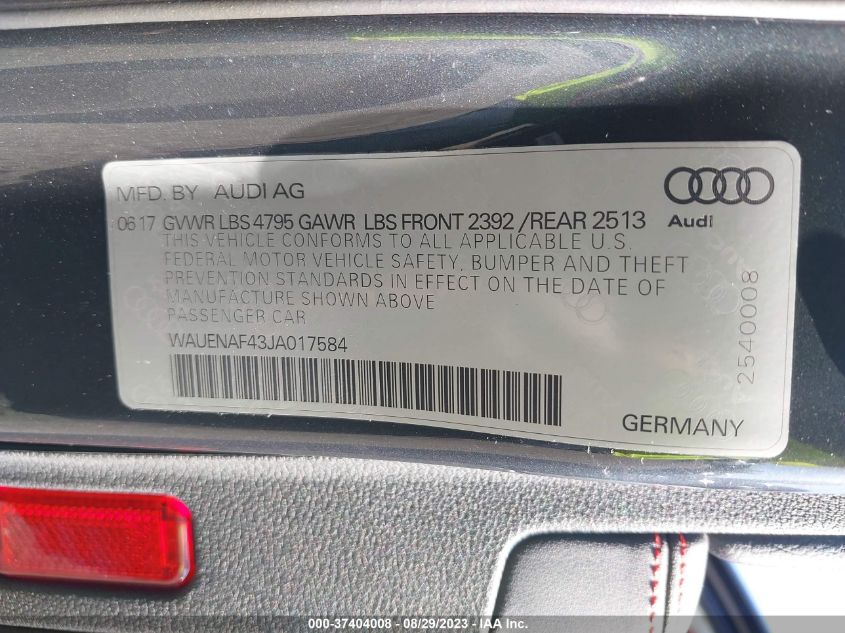 MFD. BY AUDI AG
Audi
0617 GVWR LBS 4795 GAWR LBS FRONT 2392 /REAR 2513
THIS VEHICLE CONFORMS TO ALL APPLICABLE U.S.
FEDERAL MOTOR VEHICLE SAFETY, BUMPER AND THEFT
PREVENTION STANDARDS IN EFFECT ON THE DATE OF
MANUFACTURE SHOWN ABOVE
PASSENGER CAR
WAUENAF43JA017584
2540008
GERMANY
000-37404008 - 08/29/2023 - IAA Inc.